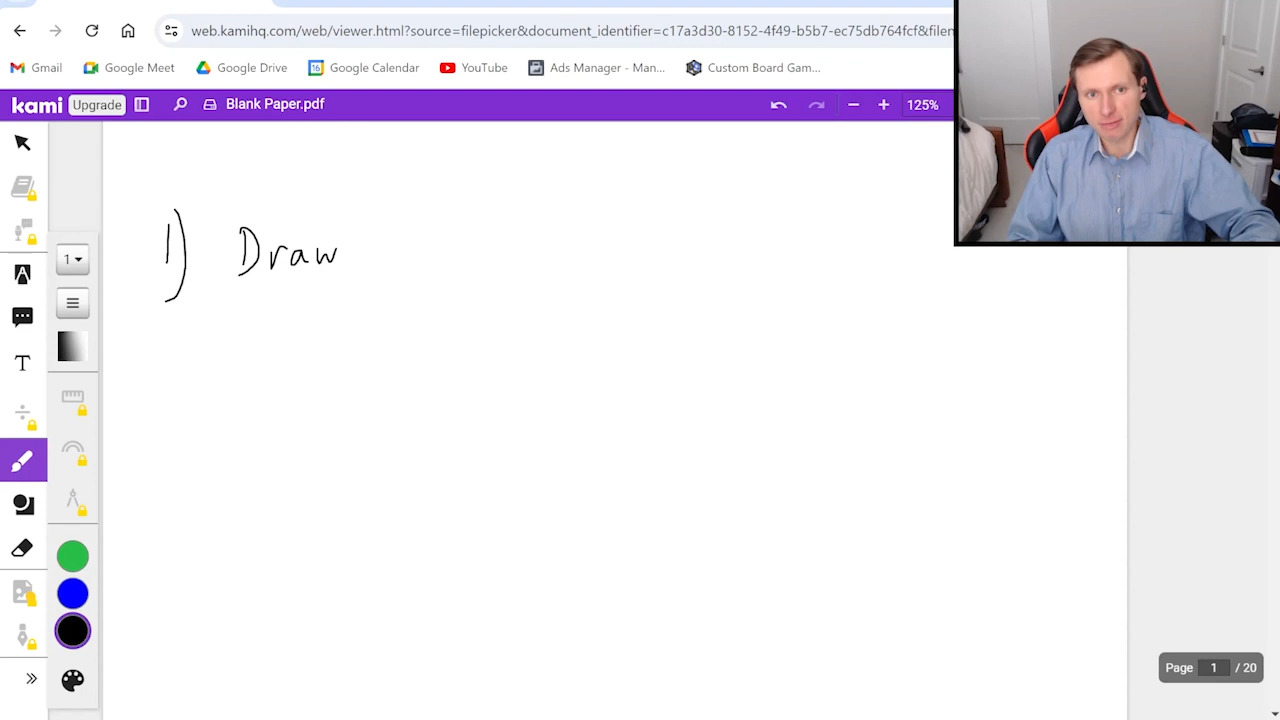 web.kamihq.com/web/viewer.html?source=filepicker&document_identifier=c17a3d30-8152-4f49-b5b7-ec75db764fcf&filen
Gmail Google Meet Google Drive 16 Google Calendar YouTube Ads Manager - Man... Custom Board Gam...
kami Upgrade Blank Paper.pdf 125%
1) Draw
1
A
T
Page 1 / 20